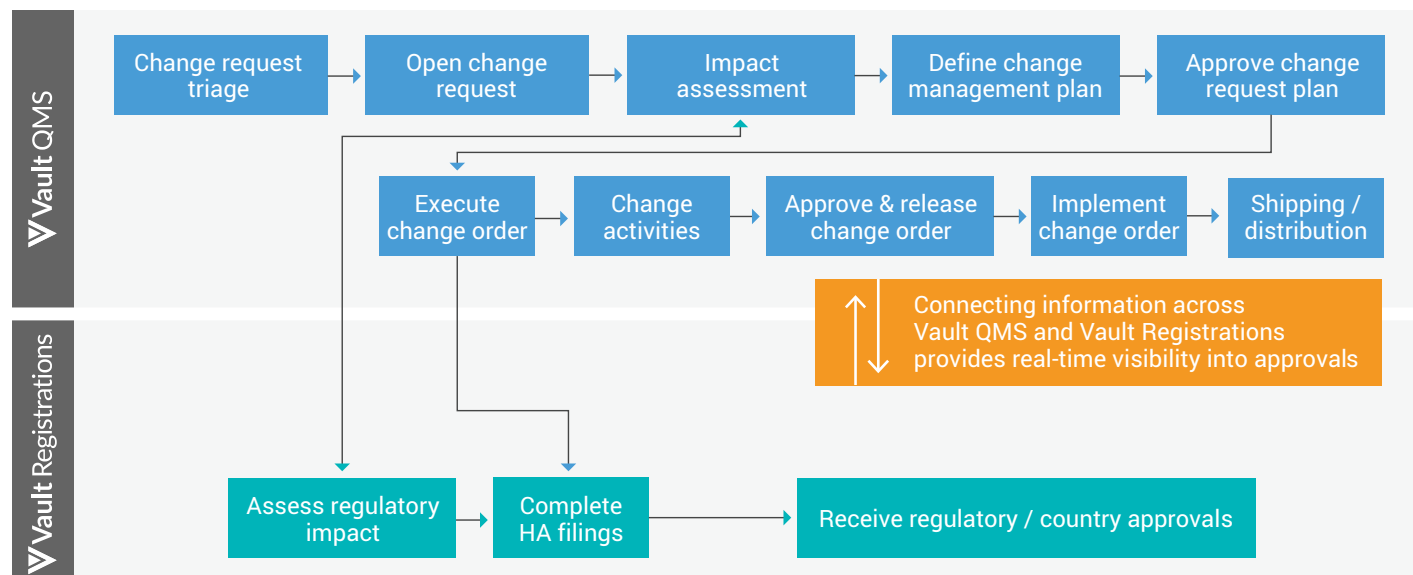 Vault QMS
Change request
triage
Open change
request
Impact
assessment
Define change
management plan
Approve change
request plan
Execute
change order
Change
activities
Approve & release
change order
Implement
change order
Shipping /
distribution
Connecting information across
Vault QMS and Vault Registrations
provides real-time visibility into approvals
Vault Registrations
Assess regulatory
impact
Complete
HA filings
Receive regulatory / country approvals